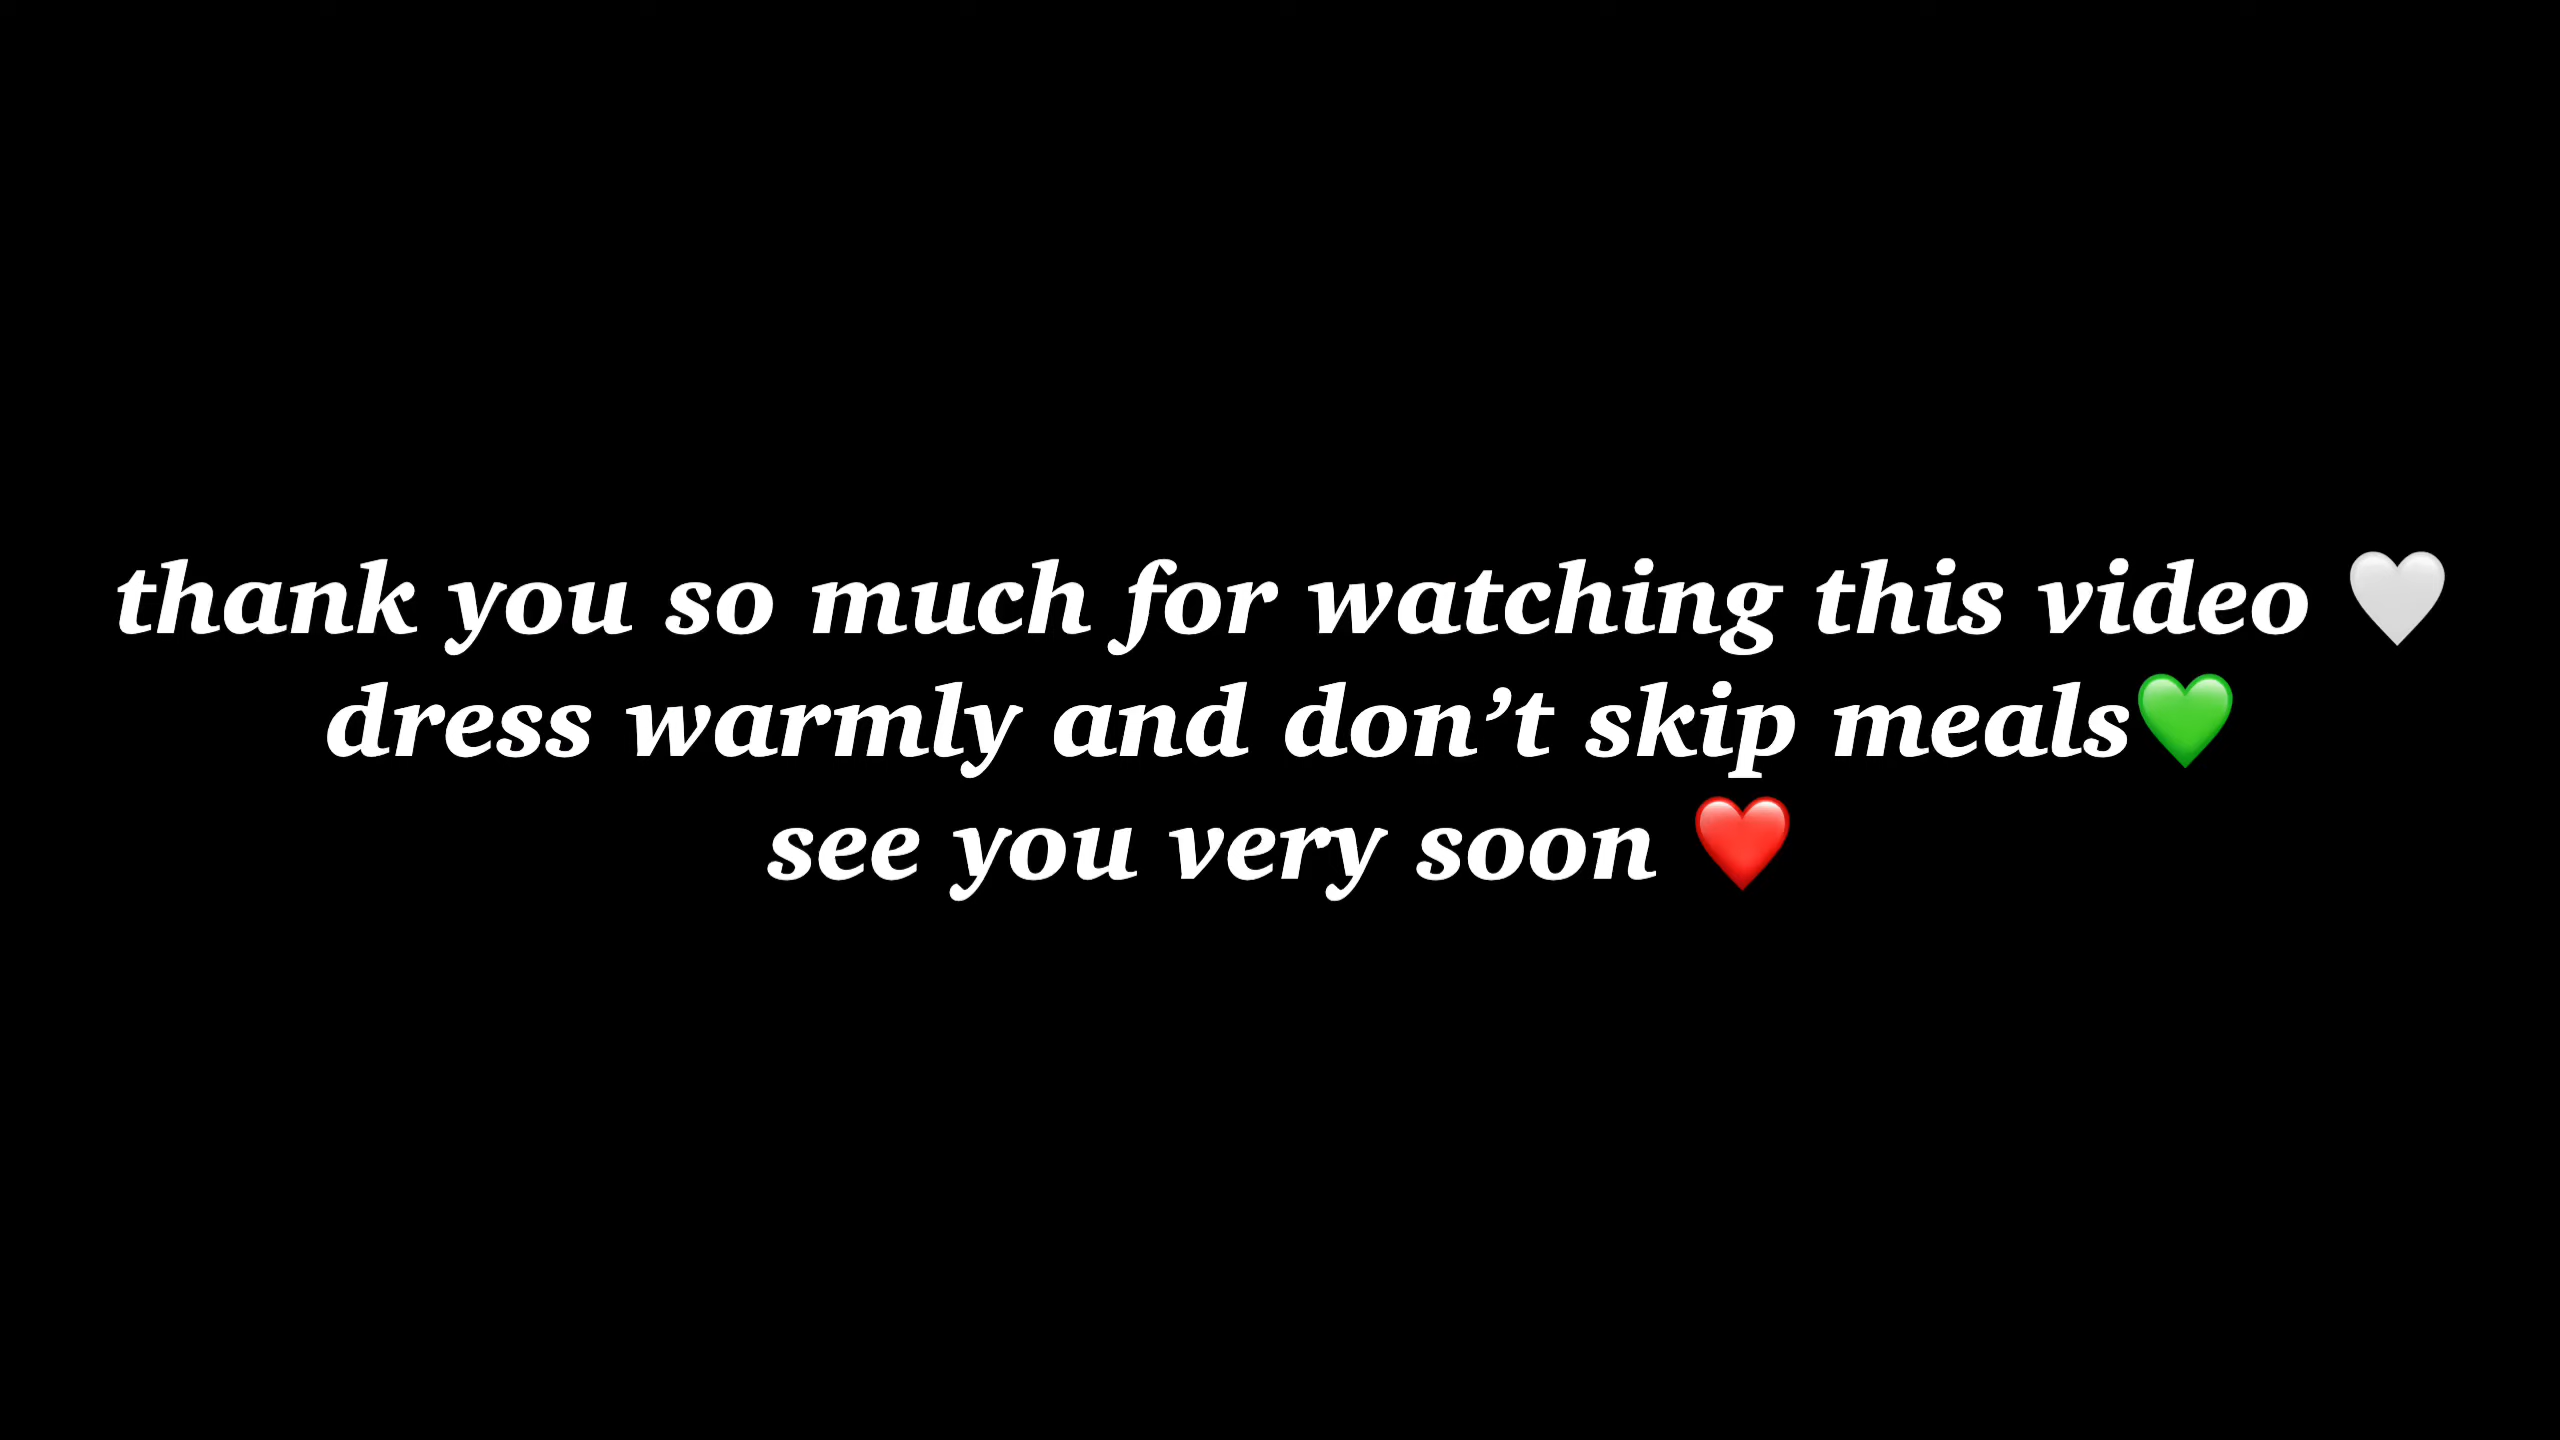 thank you so much for watching this video 🤍
dress warmly and don’t skip meals💚
see you very soon ❤️